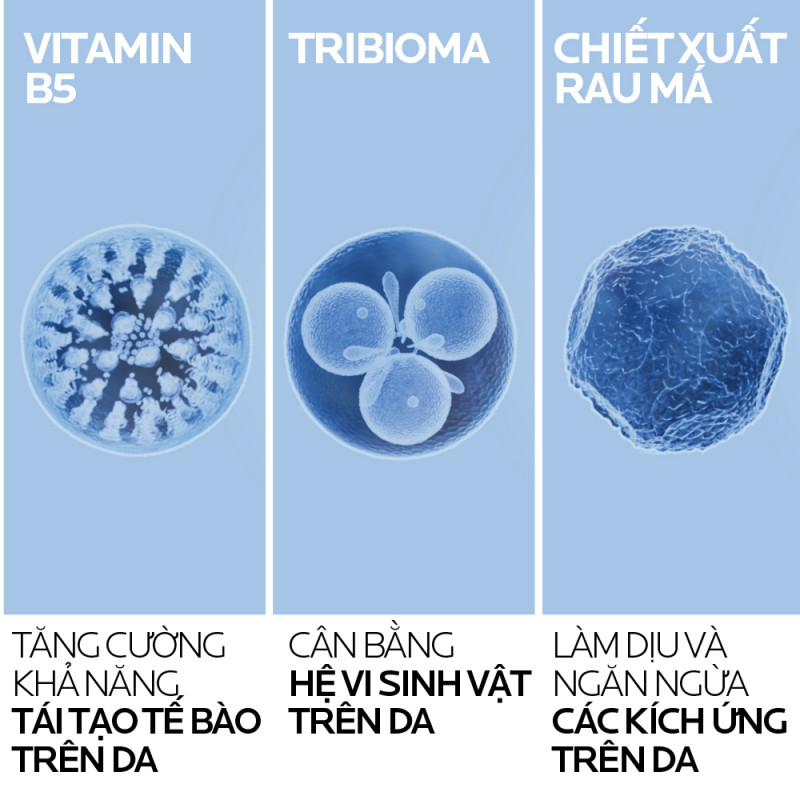 VITAMIN
B5
TRIBIOMA
CHIẾT XUẤT
RAU MÁ
TĂNG CƯỜNG
KHẢ NĂNG
TÁI TẠO TẾ BÀO
TRÊN DA
CÂN BẰNG
HỆ VI SINH VẬT
TRÊN DA
LÀM DỊU VÀ
NGĂN NGỪA
CÁC KÍCH ỨNG
TRÊN DA